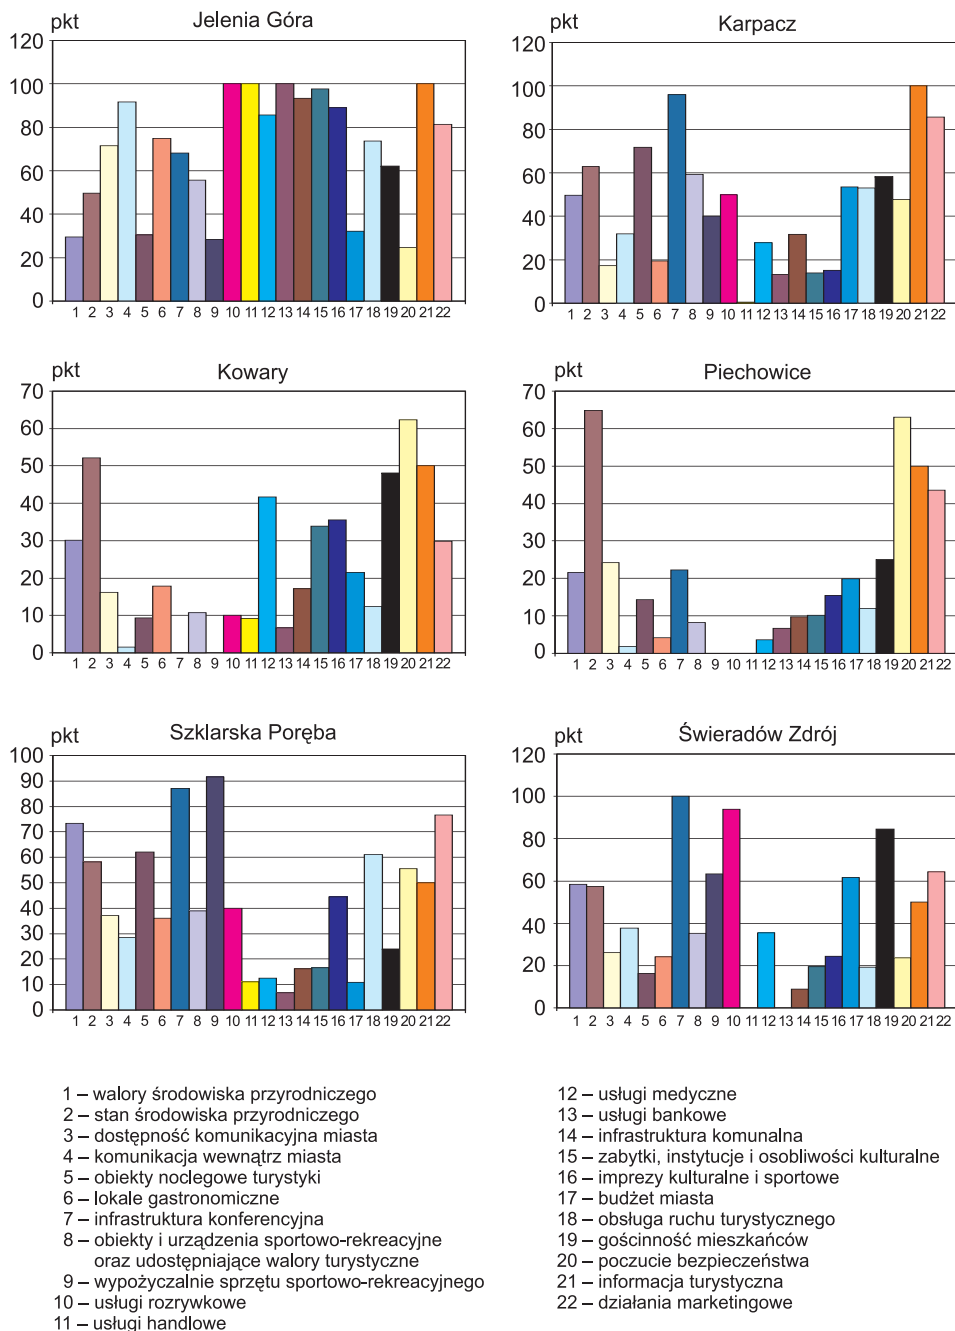 pkt
Jelenia Góra
120
100
80
60
40
20
0
1 2 3 4 5 6 7 8 9 10 11 12 13 14 15 16 17 18 19 20 21 22
pkt
Karpacz
120
100
80
60
40
20
0
1 2 3 4 5 6 7 8 9 10 11 12 13 14 15 16 17 18 19 20 21 22
pkt
Kowary
70
60
50
40
30
20
10
0
1 2 3 4 5 6 7 8 9 10 11 12 13 14 15 16 17 18 19 20 21 22
pkt
Piechowice
70
60
50
40
30
20
10
0
1 2 3 4 5 6 7 8 9 10 11 12 13 14 15 16 17 18 19 20 21 22
pkt
Szklarska Poręba
100
90
80
70
60
50
40
30
20
10
0
1 2 3 4 5 6 7 8 9 10 11 12 13 14 15 16 17 18 19 20 21 22
pkt
Świeradów Zdrój
120
100
80
60
40
20
0
1 2 3 4 5 6 7 8 9 10 11 12 13 14 15 16 17 18 19 20 21 22
1 – walory środowiska przyrodniczego
2 – stan środowiska przyrodniczego
3 – dostępność komunikacyjna miasta
4 – komunikacja wewnątrz miasta
5 – obiekty noclegowe turystyki
6 – lokale gastronomiczne
7 – infrastruktura konferencyjna
8 – obiekty i urządzenia sportowo-rekreacyjne
oraz udostępniające walory turystyczne
9 – wypożyczalnie sprzętu sportowo-rekreacyjnego
10 – usługi rozrywkowe
11 – usługi handlowe
12 – usługi medyczne
13 – usługi bankowe
14 – infrastruktura komunalna
15 – zabytki, instytucje i osobliwości kulturalne
16 – imprezy kulturalne i sportowe
17 – budżet miasta
18 – obsługa ruchu turystycznego
19 – gościnność mieszkańców
20 – poczucie bezpieczeństwa
21 – informacja turystyczna
22 – działania marketingowe